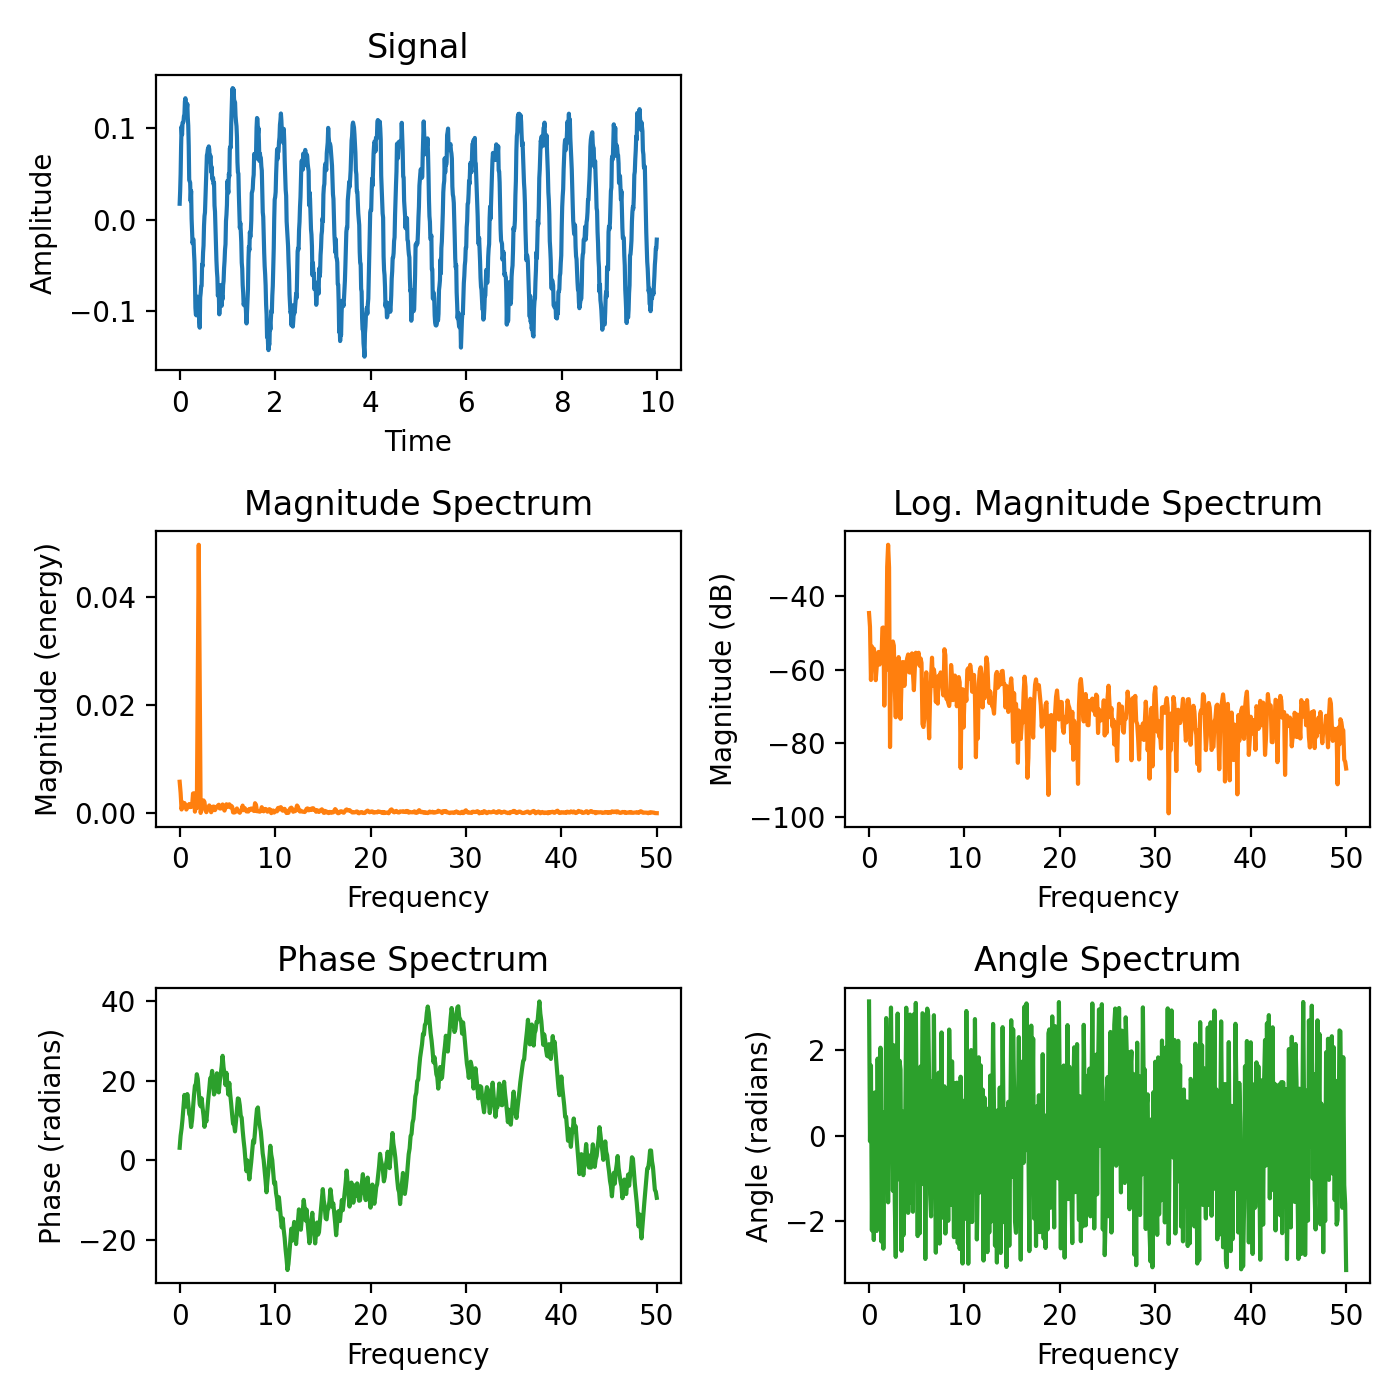 Signal
Amplitude
0.1
0.0
−0.1
0 2 4 6 8 10
Time
Magnitude Spectrum
Magnitude (energy)
0.04
0.02
0.00
0 10 20 30 40 50
Frequency
Log. Magnitude Spectrum
Magnitude (dB)
−40
−60
−80
−100
0 10 20 30 40 50
Frequency
Phase Spectrum
Phase (radians)
40
20
0
−20
0 10 20 30 40 50
Frequency
Angle Spectrum
Angle (radians)
2
0
−2
0 10 20 30 40 50
Frequency